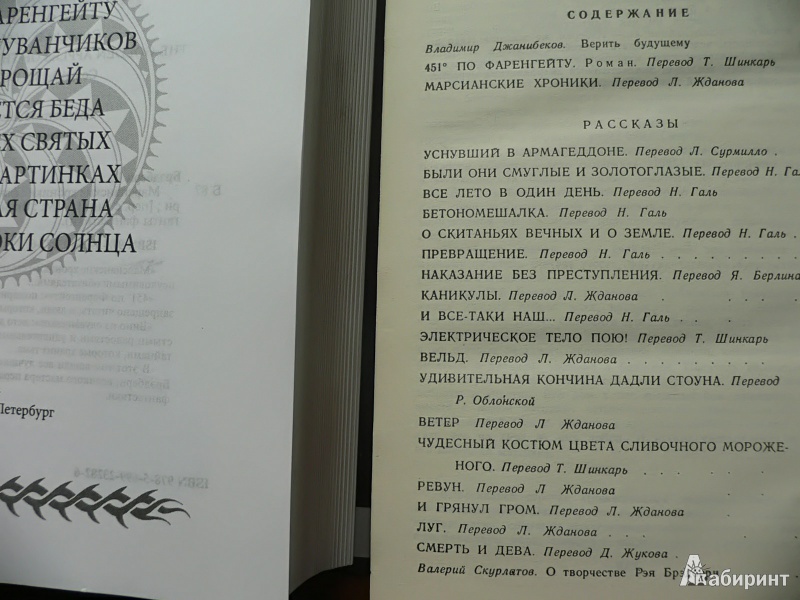 АРЕНГЕЙТУ
УВАНЧИКОВ
РОЩАЙ
ТСЯ БЕДА
Х СВЯТЫХ
АРТИНКАХ
АЯ СТРАНА
ОКИ СОЛНЦА
Петербург
СОДЕРЖАНИЕ
Владимир Джанибеков. Верить будущему
451° ПО ФАРЕНГЕЙТУ. Роман. Перевод Т. Шинкарь
МАРСИАНСКИЕ ХРОНИКИ. Перевод Л. Жданова
РАССКАЗЫ
УСНУВШИЙ В АРМАГЕДДОНЕ. Перевод Л. Сурмилло .
БЫЛИ ОНИ СМУГЛЫЕ И ЗОЛОТОГЛАЗЫЕ. Перевод Н. Га
ВСЕ ЛЕТО В ОДИН ДЕНЬ. Перевод Н. Галь
БЕТОНОМЕШАЛКА. Перевод Н. Галь
О СКИТАНЬЯХ ВЕЧНЫХ И О ЗЕМЛЕ. Перевод Н. Галь .
ПРЕВРАЩЕНИЕ. Перевод Н. Галь . .
НАКАЗАНИЕ БЕЗ ПРЕСТУПЛЕНИЯ. Перевод Я. Берлина
КАНИКУЛЫ. Перевод Л. Жданова . . . .
И ВСЕ-ТАКИ НАШ... Перевод Н. Галь . . .
ЭЛЕКТРИЧЕСКОЕ ТЕЛО ПОЮ! Перевод Т. Шинкарь
ВЕЛЬД. Перевод Л. Жданова . . . . . . . .
УДИВИТЕЛЬНАЯ КОНЧИНА ДАДЛИ СТОУНА. Перевод
Р. Облонской
ВЕТЕР Перевод Л Жданова
ЧУДЕСНЫЙ КОСТЮМ ЦВЕТА СЛИВОЧНОГО МОРОЖЕ-
НОГО. Перевод Т. Шинкарь . . . . . .
РЕВУН. Перевод Л Жданова
И ГРЯНУЛ ГРОМ. Перевод Л. Жданова
ЛУГ. Перевод Л. Жданова . . . .
СМЕРТЬ И ДЕВА. Перевод Д. Жукова .
Валерий Скурлатов. О творчестве Рэя Брэдбери
Лабиринт